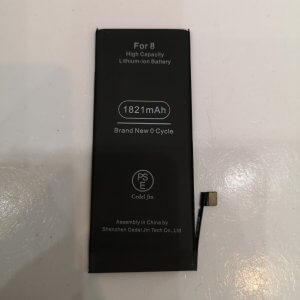 For 8
High Capacity
Lithium-ion Battery
1821mAh
Brand New 0 Cycle
PS
E
Cedel Jin
Assembly in China by
Shenzhen Cedel Jin Tech Co.,Ltd